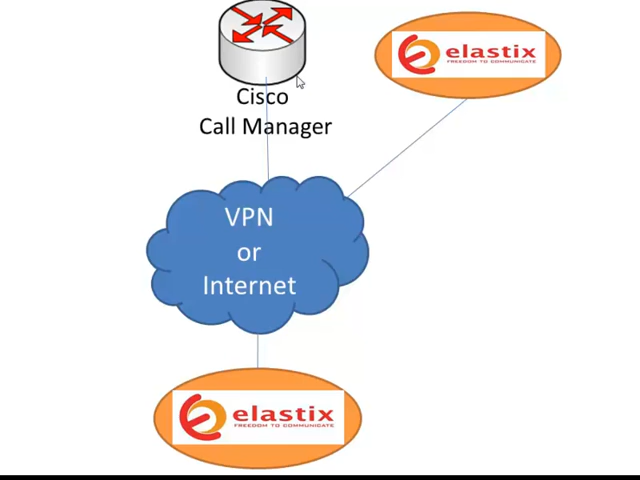 elastix
FREEDOM TO COMMUNICATE
Cisco
Call Manager
VPN
or
Internet
elastix
FREEDOM TO COMMUNICATE